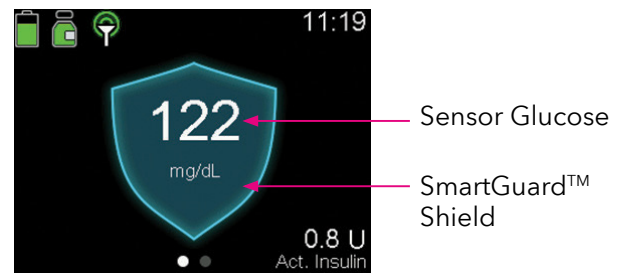 11:19
122
mg/dL
0.8 U
Act. Insulin
Sensor Glucose
SmartGuard™
Shield